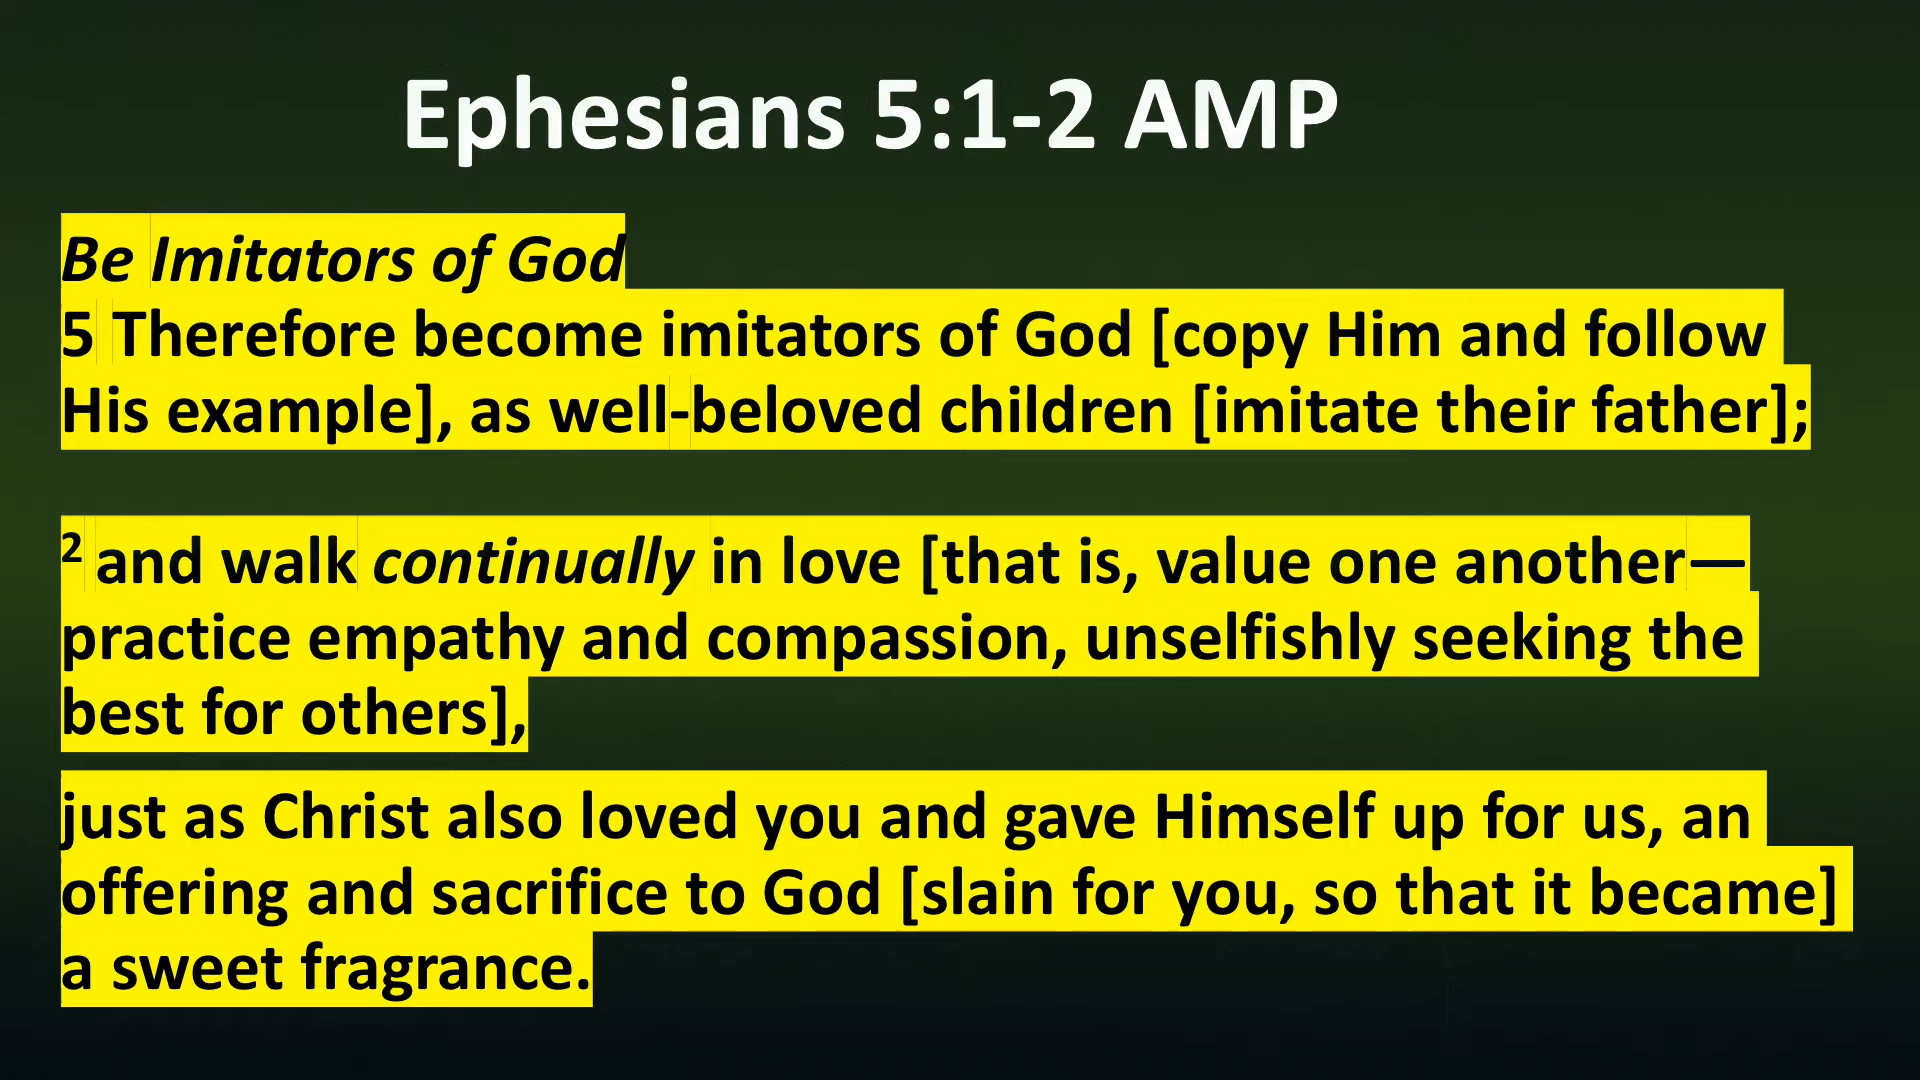 Ephesians 5:1-2 AMP
Be Imitators of God
5 Therefore become imitators of God [copy Him and follow
His example], as well-beloved children [imitate their father];
² and walk continually in love [that is, value one another—
practice empathy and compassion, unselfishly seeking the
best for others],
just as Christ also loved you and gave Himself up for us, an
offering and sacrifice to God [slain for you, so that it became]
a sweet fragrance.